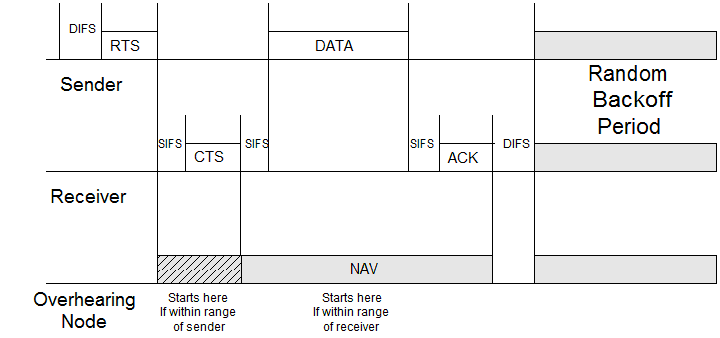 DIFS
RTS
DATA
Sender
Random
Backoff
Period
SIFS
CTS
SIFS
SIFS
ACK
DIFS
Receiver
NAV
Overhearing
Node
Starts here
If within range
of sender
Starts here
If within range
of receiver